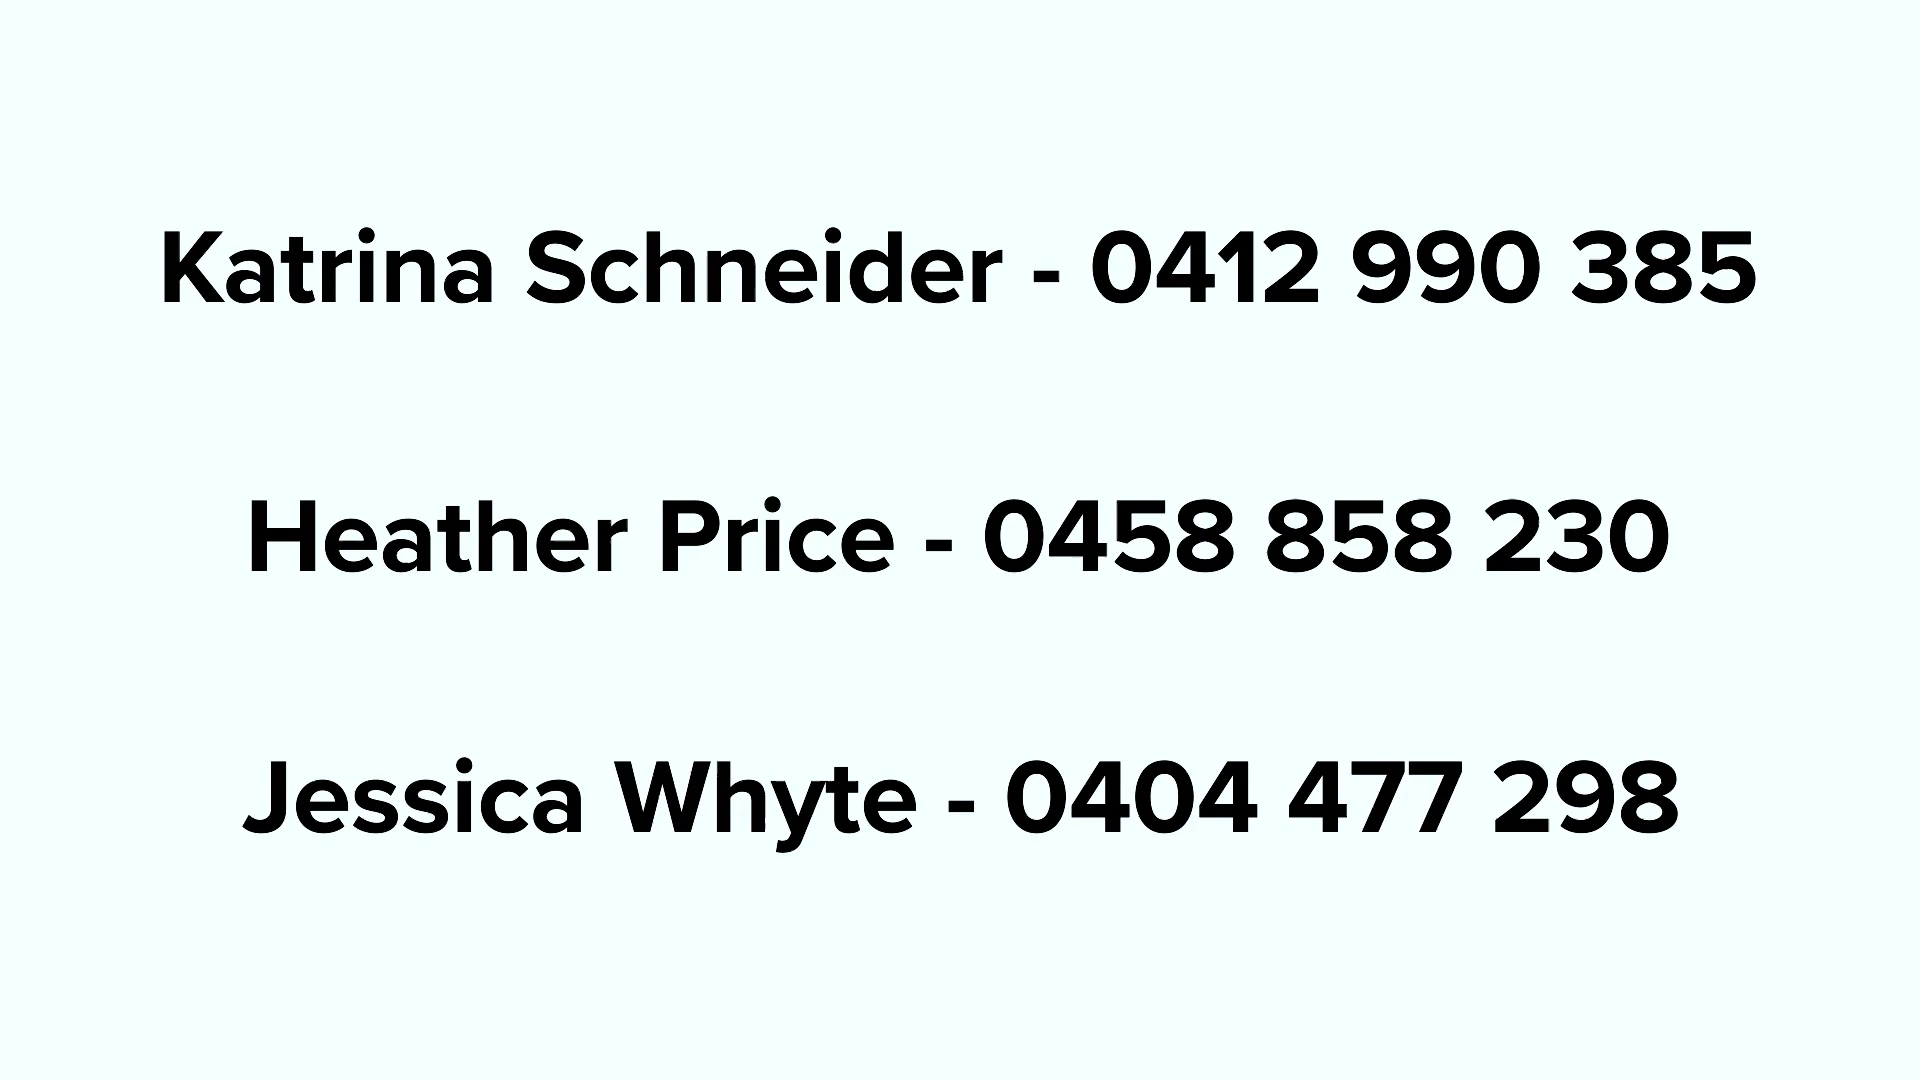 Katrina Schneider - 0412 990 385
Heather Price - 0458 858 230
Jessica Whyte - 0404 477 298